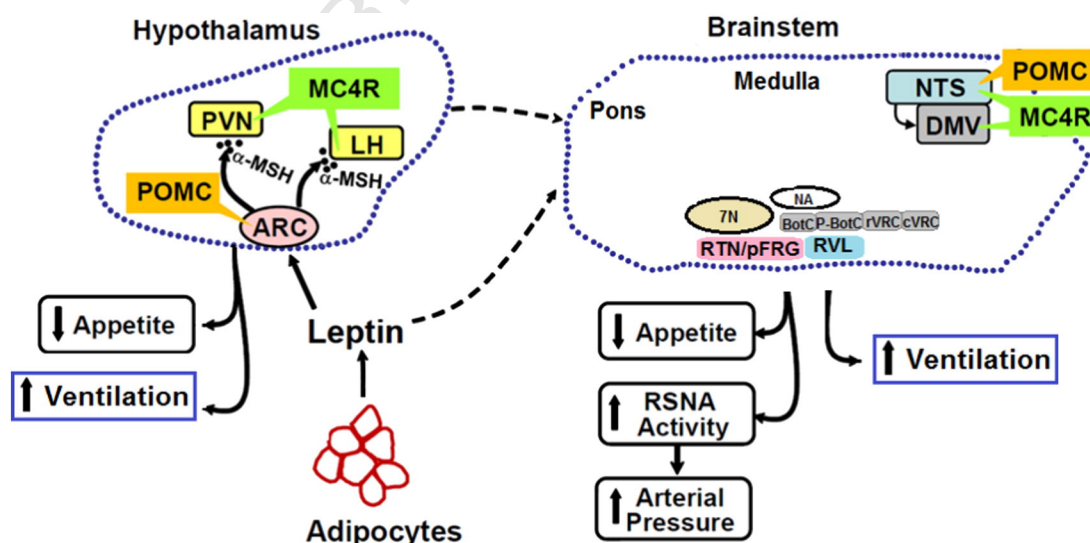 Hypothalamus
MC4R
PVN
LH
α-MSH
α-MSH
POMC
ARC
Appetite
Ventilation
Leptin
Adipocytes
Brainstem
Medulla
Pons
POMC
NTS
MC4R
DMV
NA
7N
BotC P-BotC rVRC cVRC
RTN/pFRG RVL
Appetite
Ventilation
RSNA
Activity
Arterial
Pressure